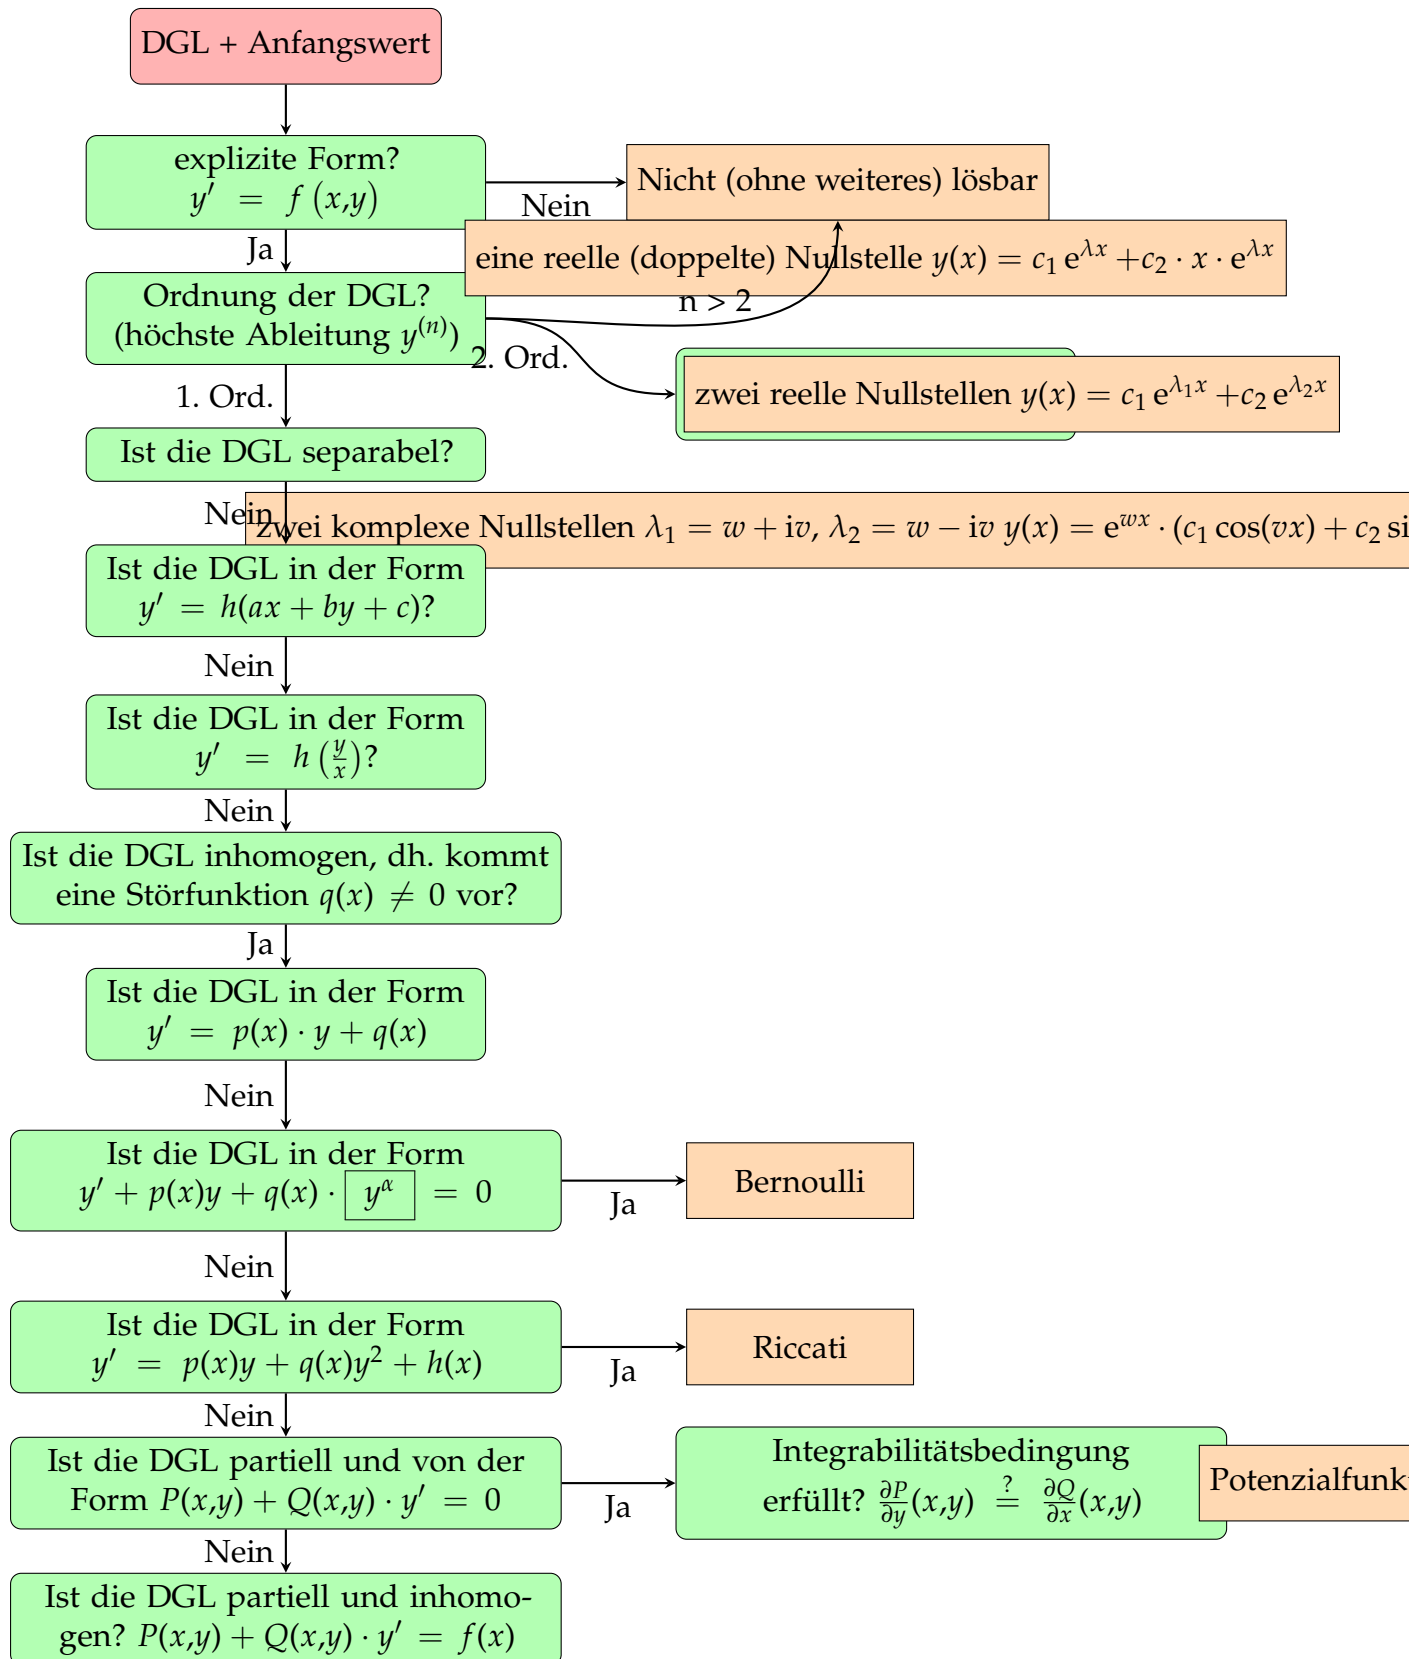 DGL + Anfangswert
explizite Form?
y′ = f (x,y)
Nein
Nicht (ohne weiteres) lösbar
Ja
eine reelle (doppelte) Nullstelle y(x) = c₁ e^{λx} +c₂ · x · e^{λx}
n > 2
Ordnung der DGL?
(höchste Ableitung y^{(n)})
2. Ord.
1. Ord.
zwei reelle Nullstellen y(x) = c₁ e^{λ₁x} +c₂ e^{λ₂x}
Ist die DGL separabel?
Nein
zwei komplexe Nullstellen λ₁ = w + iv, λ₂ = w − iv y(x) = e^{wx} · (c₁ cos(vx) + c₂ si
Ist die DGL in der Form
y′ = h(ax + by + c)?
Nein
Ist die DGL in der Form
y′ = h (y/x)?
Nein
Ist die DGL inhomogen, dh. kommt
eine Störfunktion q(x) ≠ 0 vor?
Ja
Ist die DGL in der Form
y′ = p(x) · y + q(x)
Nein
Ist die DGL in der Form
y′ + p(x)y + q(x) · y^α = 0
Ja
Bernoulli
Nein
Ist die DGL in der Form
y′ = p(x)y + q(x)y² + h(x)
Ja
Riccati
Nein
Ist die DGL partiell und von der
Form P(x,y) + Q(x,y) · y′ = 0
Ja
Integrabilitätsbedingung
erfüllt? ∂P/∂y (x,y) =? ∂Q/∂x (x,y)
Potenzialfunk
Nein
Ist die DGL partiell und inhomo-
gen? P(x,y) + Q(x,y) · y′ = f(x)